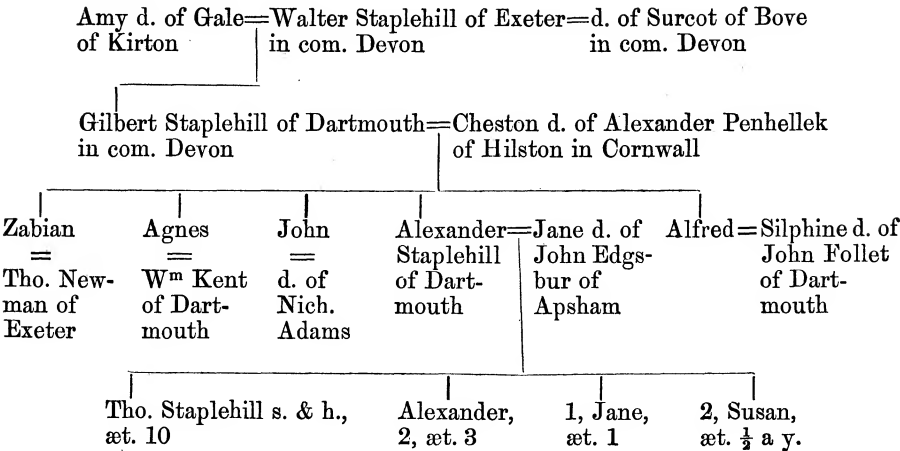 Amy d. of Gale=Walter Staplehill of Exeter=d. of Surcot of Bove
of Kirton in com. Devon in com. Devon
Gilbert Staplehill of Dartmouth=Cheston d. of Alexander Penhellek
in com. Devon of Hilston in Cornwall
Zabian Agnes John Alexander=Jane d. of Alfred=Silphine d. of
= = = Staplehill John Edgs- John Follet
Tho. New- Wᵐ Kent d. of of Dart- bur of of Dart-
man of of Dart- Nich. mouth Apsham mouth
Exeter mouth Adams
Tho. Staplehill s. & h., Alexander, 1, Jane, 2, Susan,
æt. 10 2, æt. 3 æt. 1 æt. ½ a y.